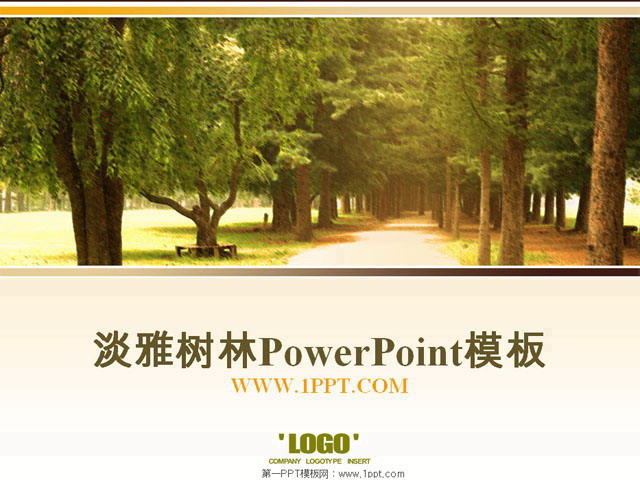 淡雅树林PowerPoint模板
WWW.1PPT.COM
'LOGO'
COMPANY LOGOTYPE INSERT
第一PPT模板网：www.1ppt.com